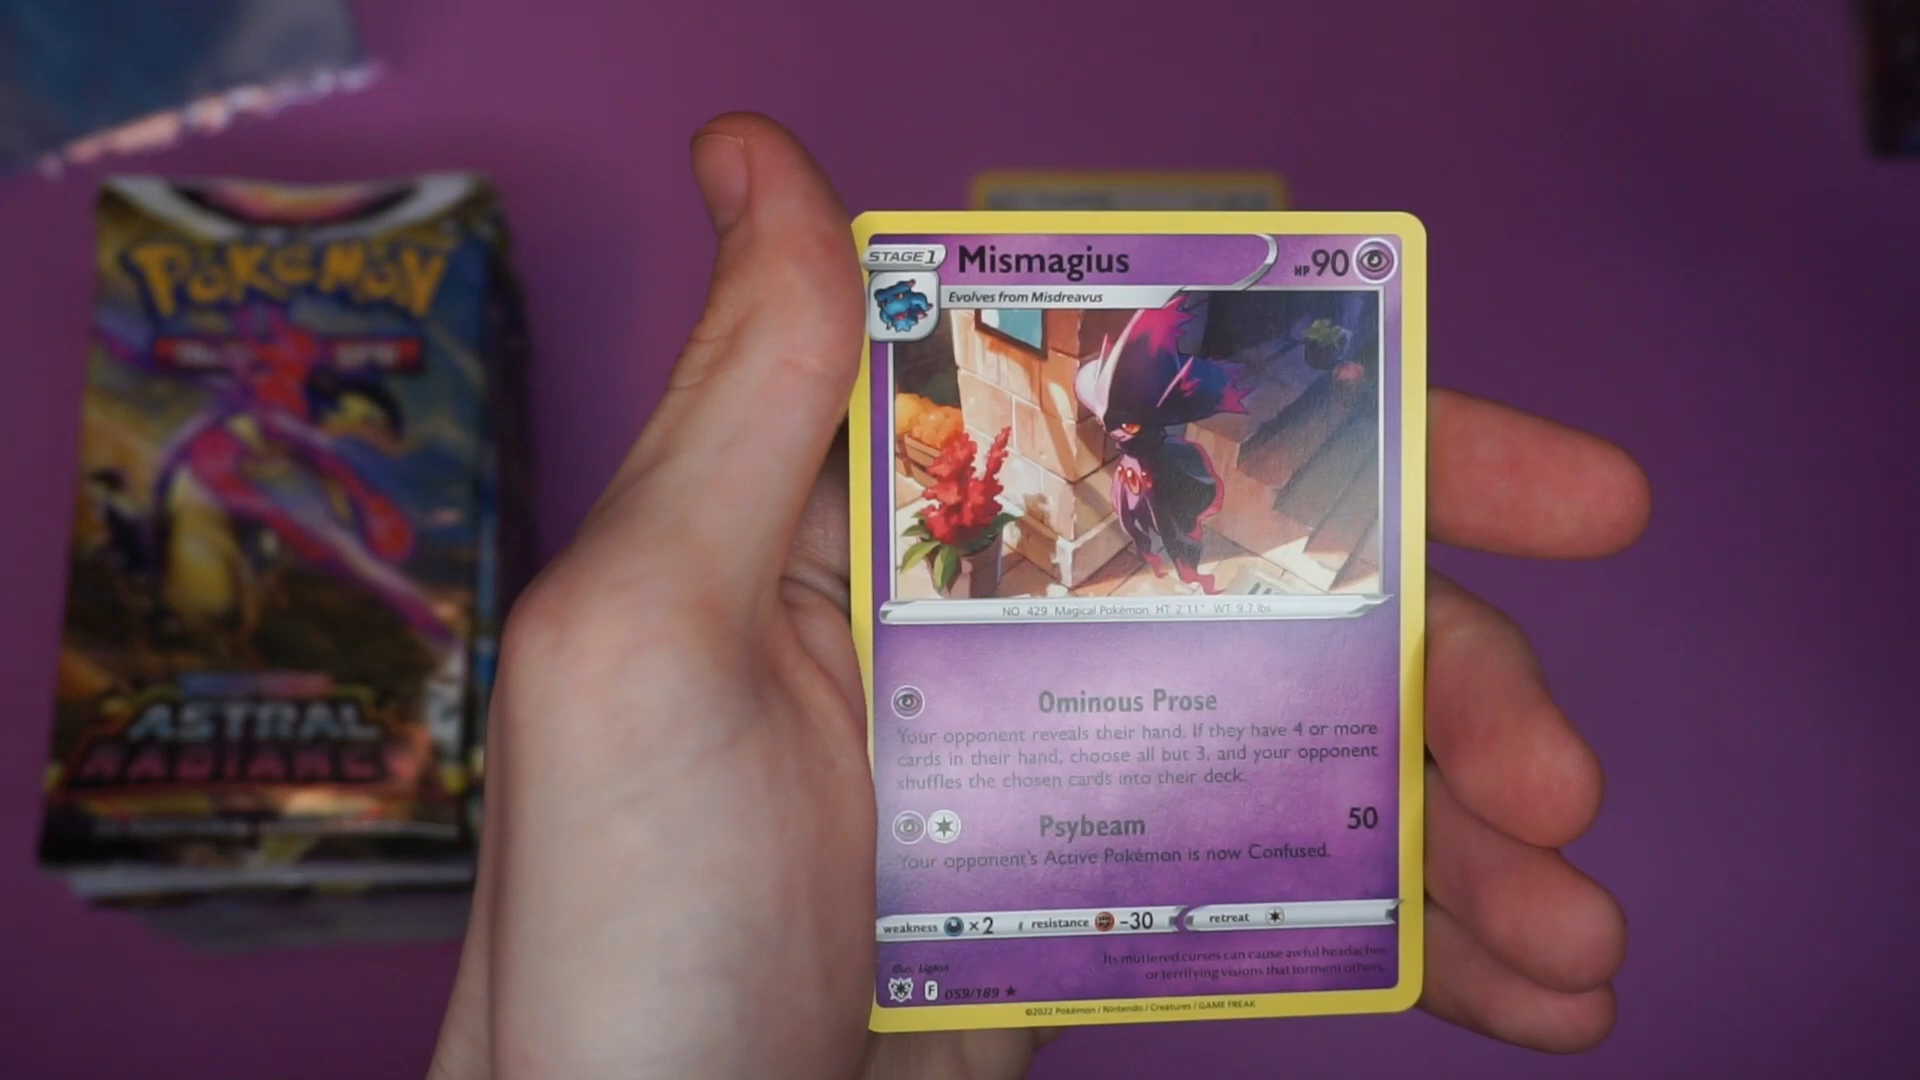 POKÉMON
ASTRAL
RADIANCE
STAGE1
Mismagius
HP 90
Evolves from Misdreavus
NO. 429 Magical Pokémon HT 2'11" WT 9.7 lbs
Ominous Prose
Your opponent reveals their hand. If they have 4 or more
cards in their hand, choose all but 3, and your opponent
shuffles the chosen cards into their deck.
Psybeam 50
Your opponent's Active Pokémon is now Confused.
weakness ×2 resistance -30 retreat
Its muttered curses can cause awful headaches
or terrifying visions that torment others.
Illus. Ligton
F 059/189 ★
©2022 Pokémon / Nintendo / Creatures / GAME FREAK